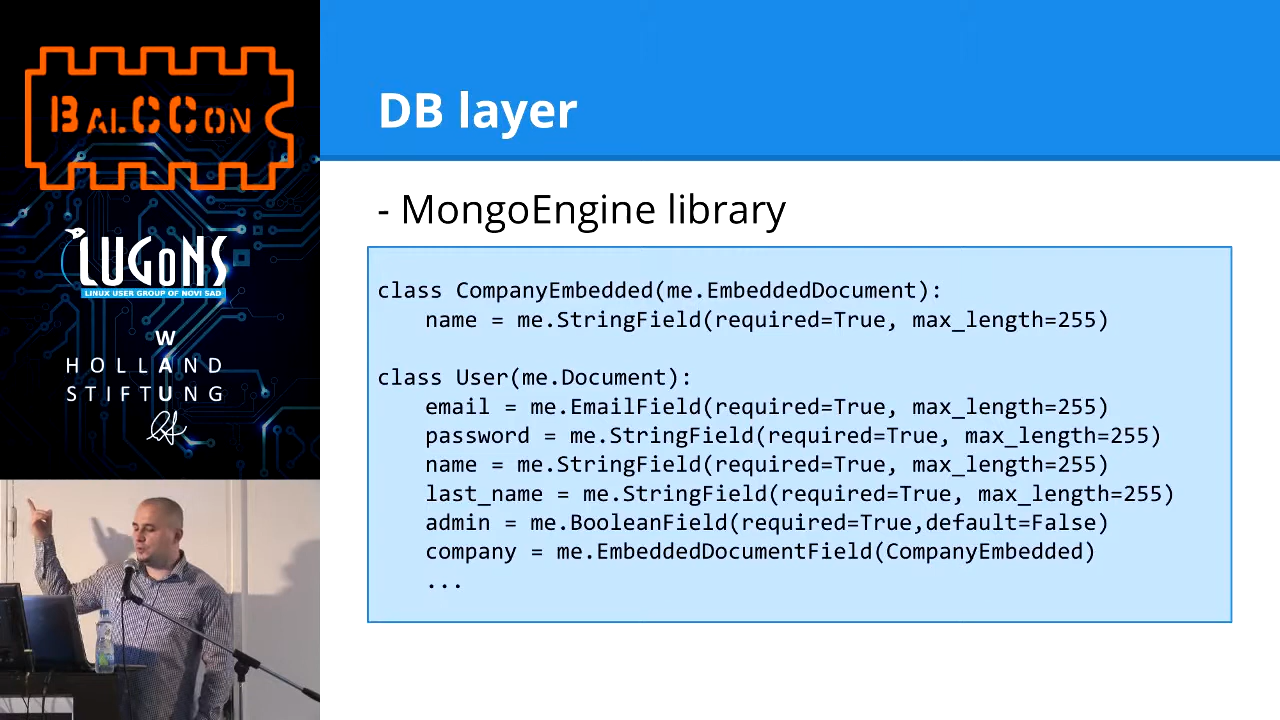 BALCCON
LUGONS
LINUX USER GROUP OF NOVI SAD
W
HOLLAND
STIFTUNG
DB layer
- MongoEngine library
class CompanyEmbedded(me.EmbeddedDocument):
name = me.StringField(required=True, max_length=255)
class User(me.Document):
email = me.EmailField(required=True, max_length=255)
password = me.StringField(required=True, max_length=255)
name = me.StringField(required=True, max_length=255)
last_name = me.StringField(required=True, max_length=255)
admin = me.BooleanField(required=True,default=False)
company = me.EmbeddedDocumentField(CompanyEmbedded)
...